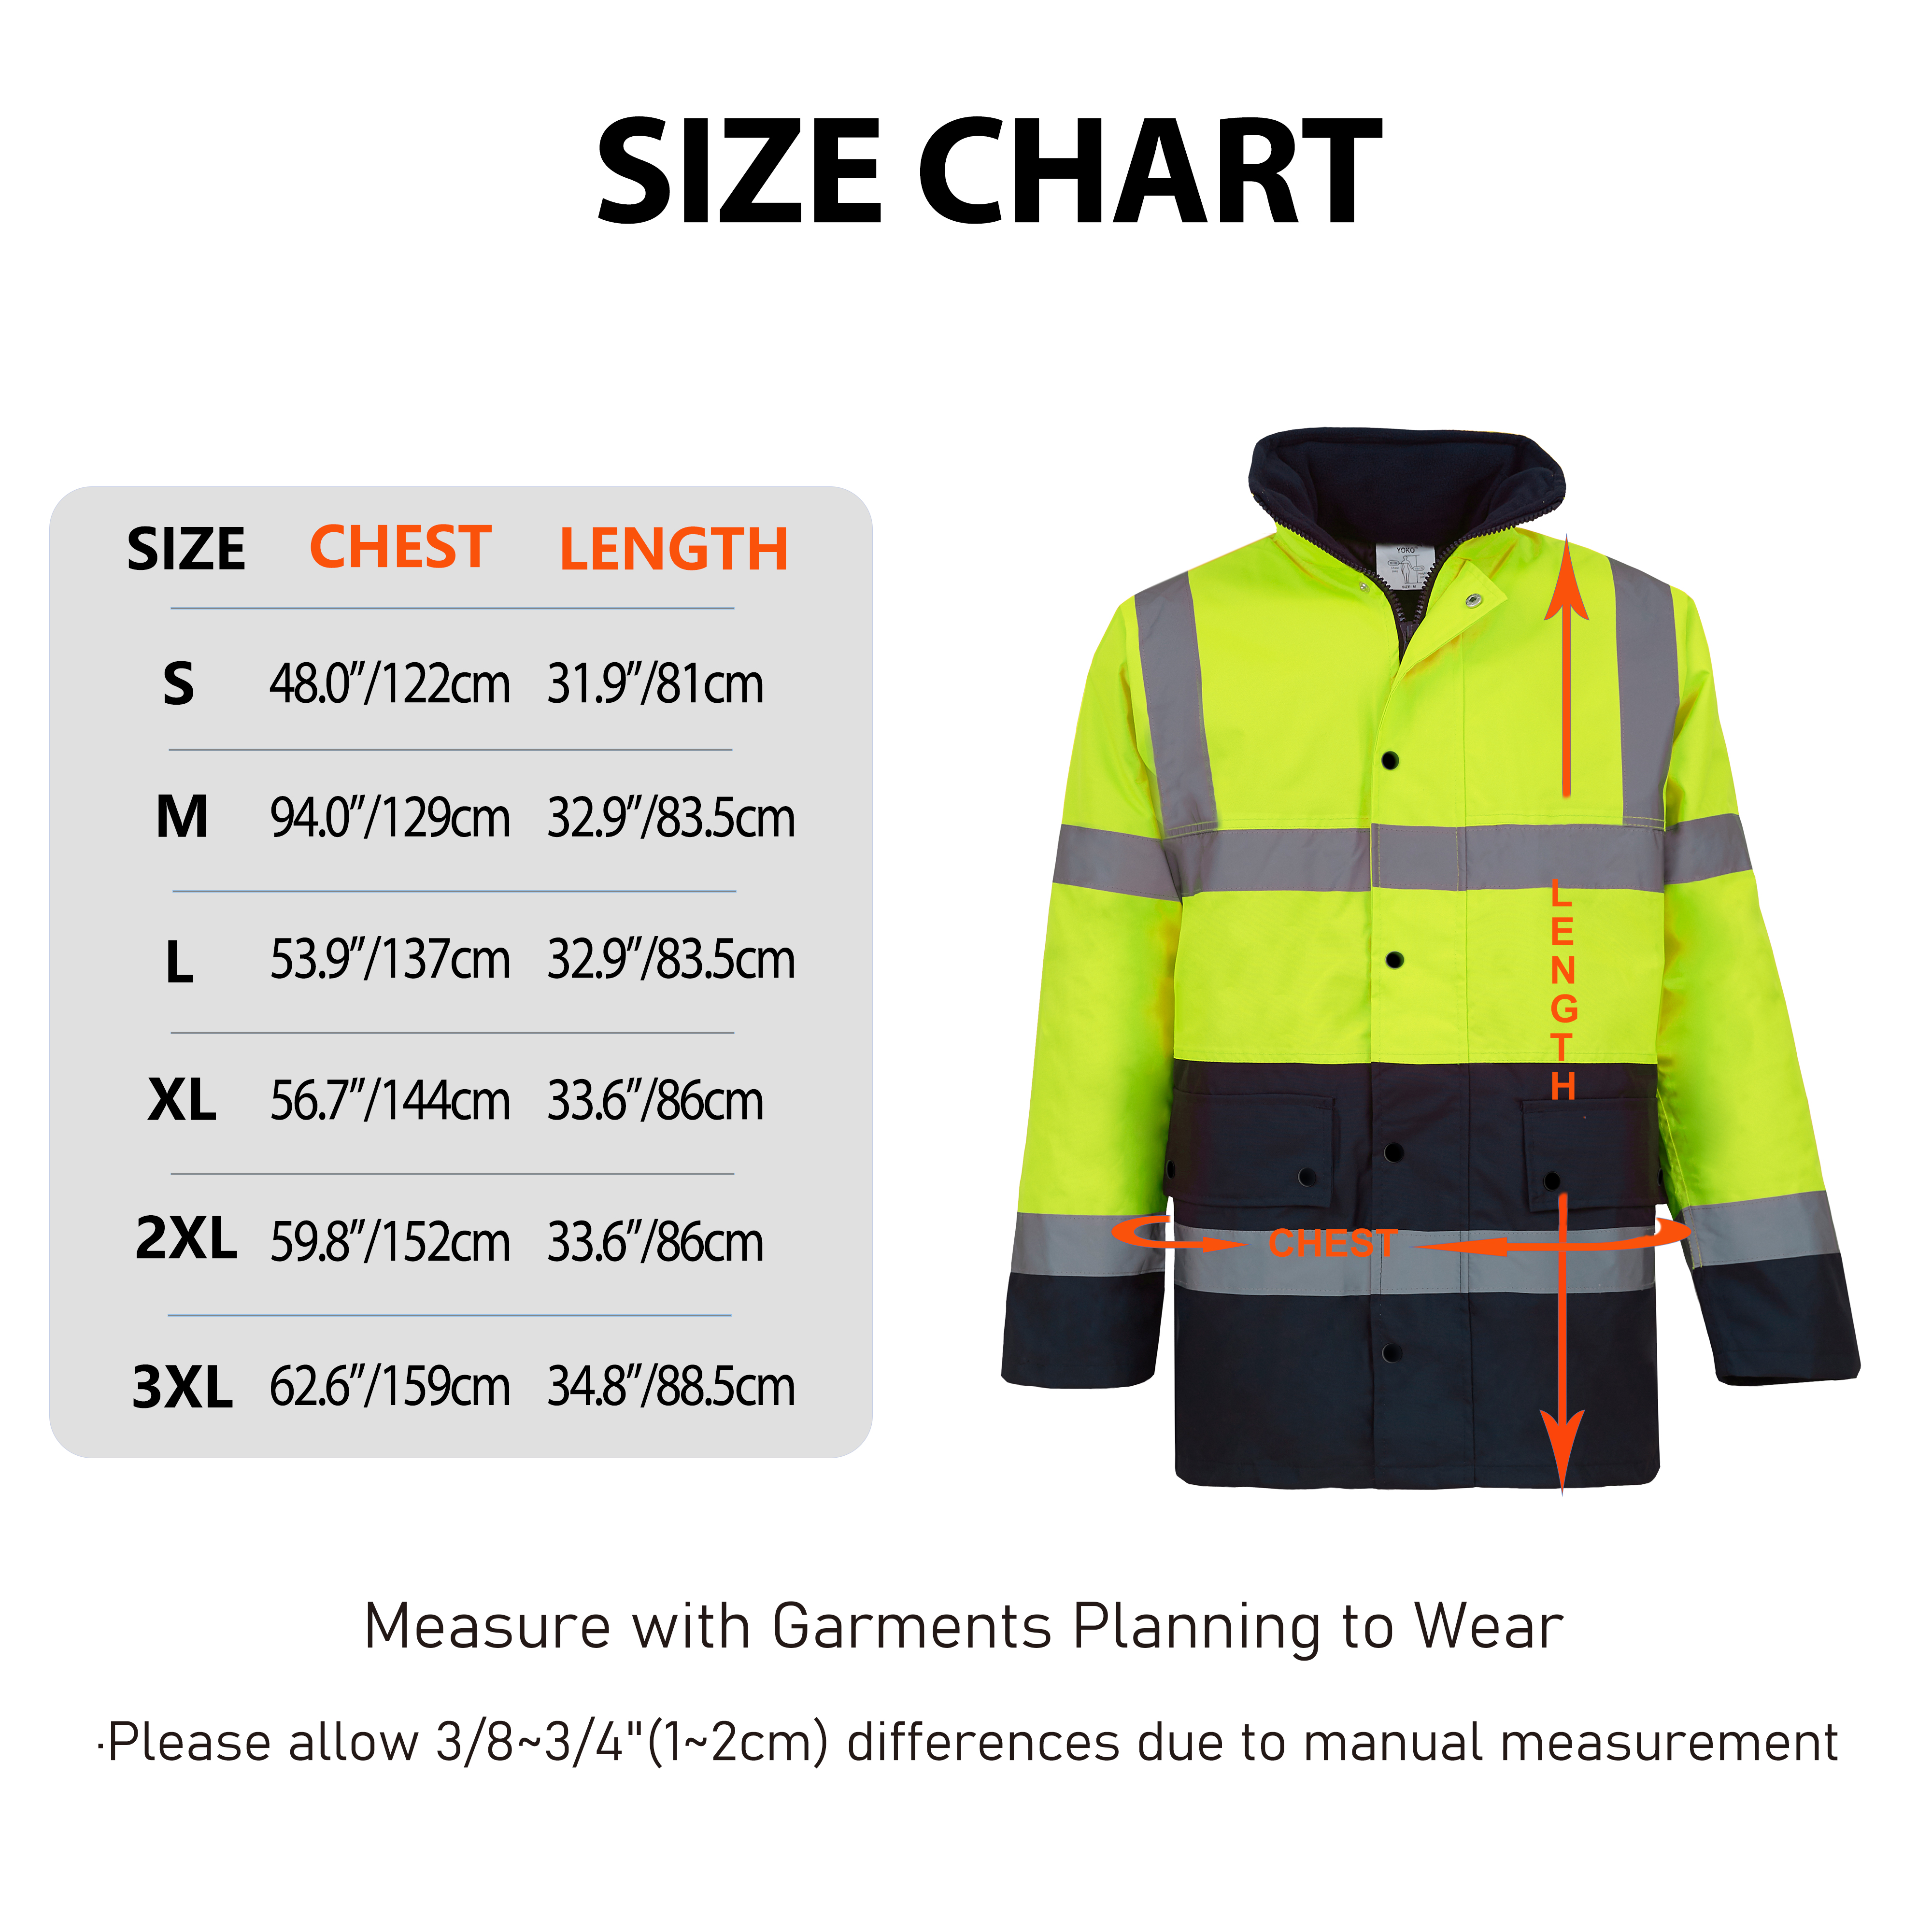 SIZE CHART
SIZE CHEST LENGTH
S 48.0”/122cm 31.9”/81cm
M 94.0”/129cm 32.9”/83.5cm
L 53.9”/137cm 32.9”/83.5cm
XL 56.7”/144cm 33.6”/86cm
2XL 59.8”/152cm 33.6”/86cm
3XL 62.6”/159cm 34.8”/88.5cm
YOKO
LENGTH
CHEST
Measure with Garments Planning to Wear
·Please allow 3/8~3/4"(1~2cm) differences due to manual measurement